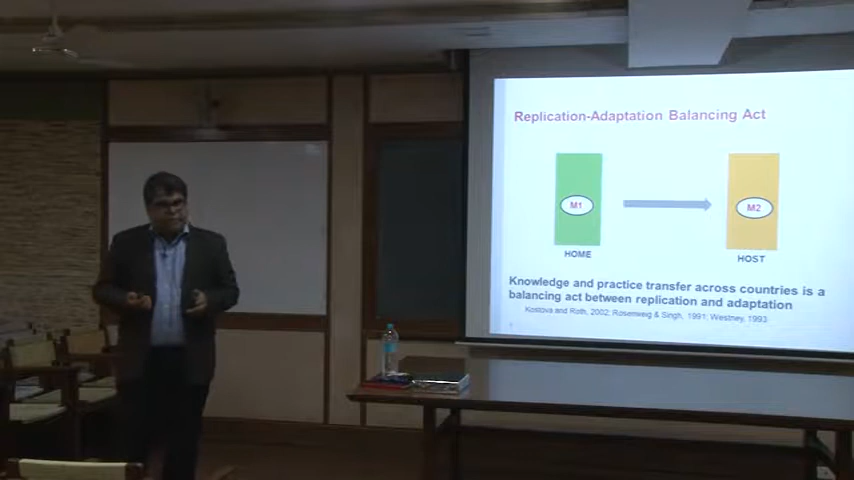 Replication-Adaptation Balancing Act
M1
M2
HOME
HOST
Knowledge and practice transfer across countries is a
balancing act between replication and adaptation
Kostova and Roth, 2002; Rosenweig & Singh, 1991; Westney, 1993